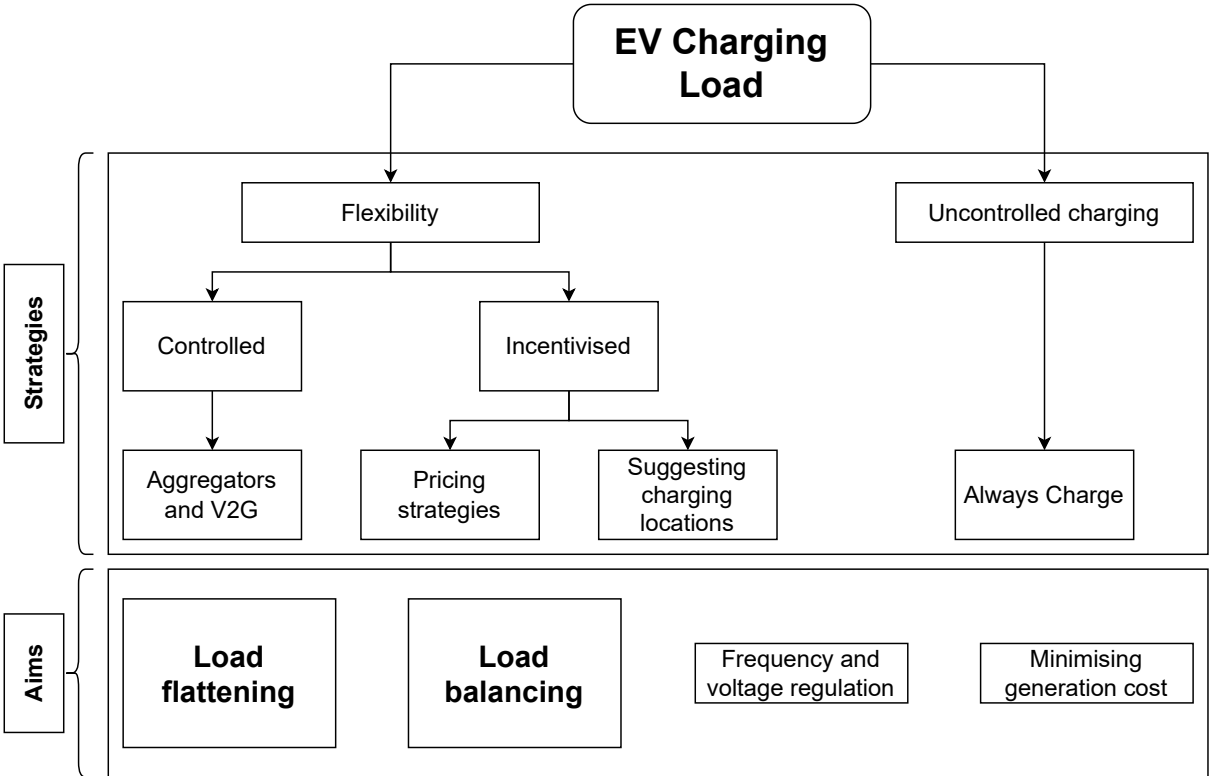 EV Charging
Load
Strategies
Flexibility
Uncontrolled charging
Controlled
Incentivised
Aggregators
and V2G
Pricing
strategies
Suggesting
charging
locations
Always Charge
Aims
Load
flattening
Load
balancing
Frequency and
voltage regulation
Minimising
generation cost